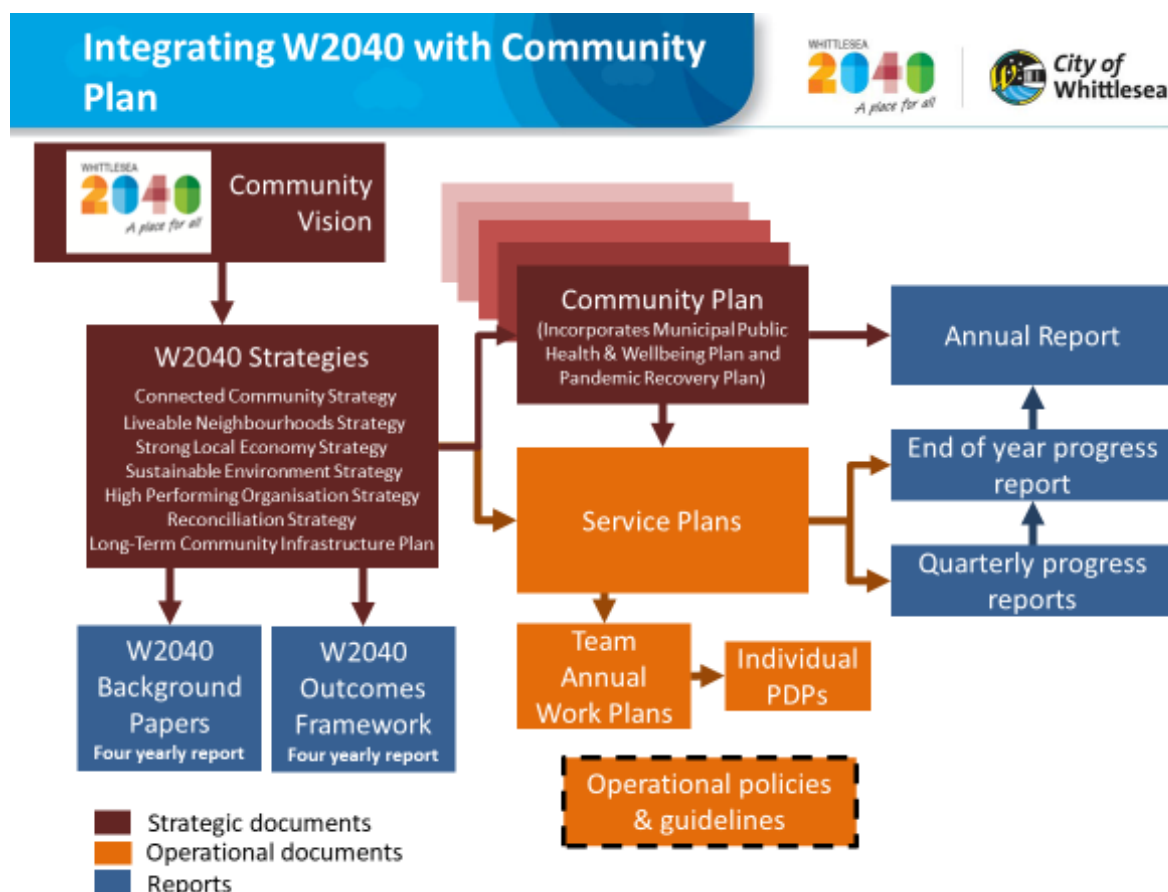 Integrating W2040 with Community
Plan
WHITTLESEA
2040
A place for all
City of
Whittlesea
WHITTLESEA
2040
A place for all
Community
Vision
W2040 Strategies
Connected Community Strategy
Liveable Neighbourhoods Strategy
Strong Local Economy Strategy
Sustainable Environment Strategy
High Performing Organisation Strategy
Reconciliation Strategy
Long-Term Community Infrastructure Plan
Community Plan
(Incorporates Municipal Public
Health & Wellbeing Plan and
Pandemic Recovery Plan)
Annual Report
Service Plans
End of year progress
report
Quarterly progress
reports
W2040
Background
Papers
Four yearly report
W2040
Outcomes
Framework
Four yearly report
Team
Annual
Work Plans
Individual
PDPs
Operational policies
& guidelines
Strategic documents
Operational documents
Reports